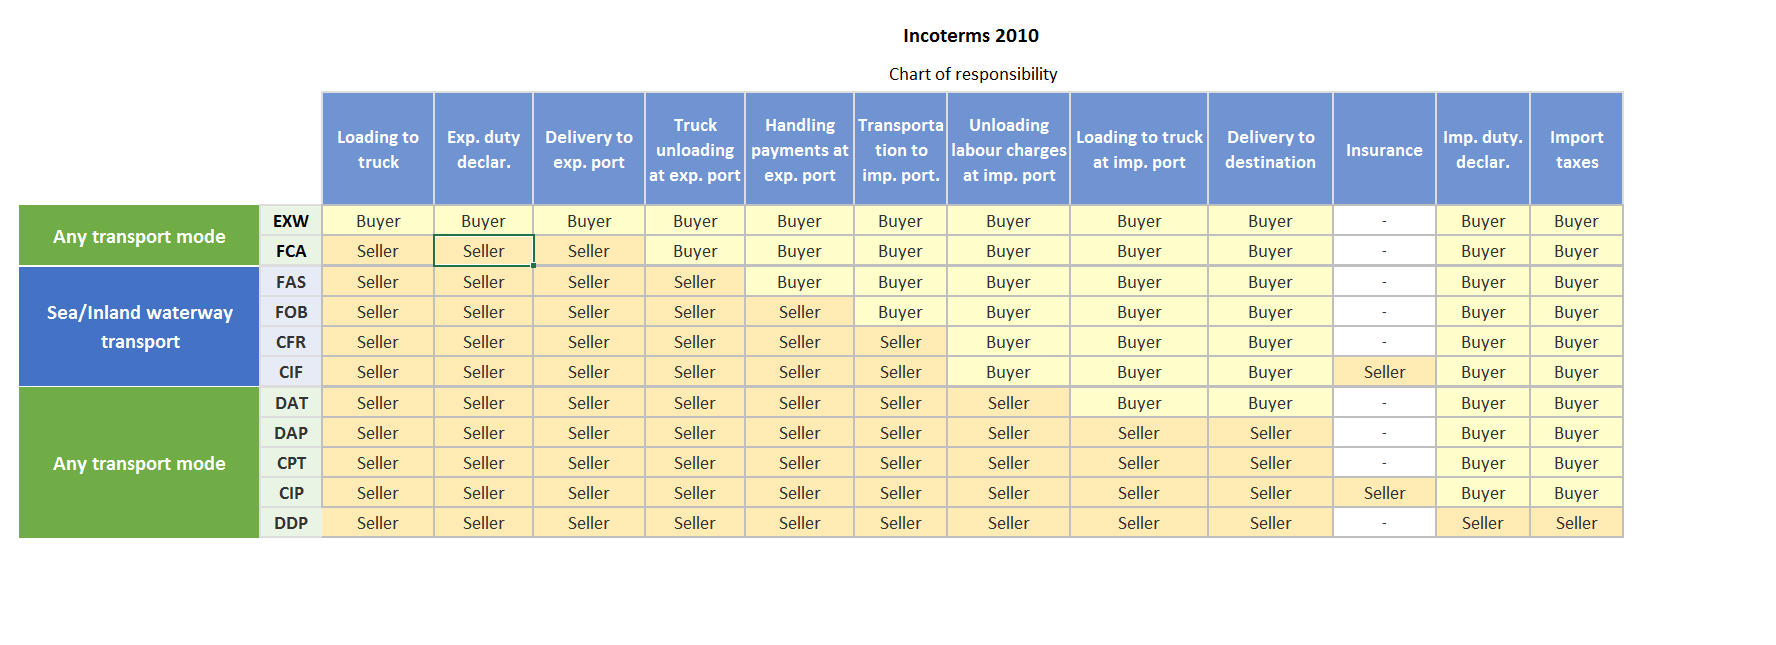 Incoterms 2010
Chart of responsibility
Loading to truck Exp. duty declar. Delivery to exp. port Truck unloading at exp. port Handling payments at exp. port Transporta tion to imp. port. Unloading labour charges at imp. port Loading to truck at imp. port Delivery to destination Insurance Imp. duty. declar. Import taxes
Any transport mode
EXW Buyer Buyer Buyer Buyer Buyer Buyer Buyer Buyer Buyer - Buyer Buyer
FCA Seller Seller Seller Buyer Buyer Buyer Buyer Buyer Buyer - Buyer Buyer
Sea/Inland waterway
transport
FAS Seller Seller Seller Seller Buyer Buyer Buyer Buyer Buyer - Buyer Buyer
FOB Seller Seller Seller Seller Seller Buyer Buyer Buyer Buyer - Buyer Buyer
CFR Seller Seller Seller Seller Seller Seller Buyer Buyer Buyer - Buyer Buyer
CIF Seller Seller Seller Seller Seller Seller Buyer Buyer Buyer Seller Buyer Buyer
Any transport mode
DAT Seller Seller Seller Seller Seller Seller Seller Buyer Buyer - Buyer Buyer
DAP Seller Seller Seller Seller Seller Seller Seller Seller Seller - Buyer Buyer
CPT Seller Seller Seller Seller Seller Seller Seller Seller Seller - Buyer Buyer
CIP Seller Seller Seller Seller Seller Seller Seller Seller Seller Seller Buyer Buyer
DDP Seller Seller Seller Seller Seller Seller Seller Seller Seller - Seller Seller